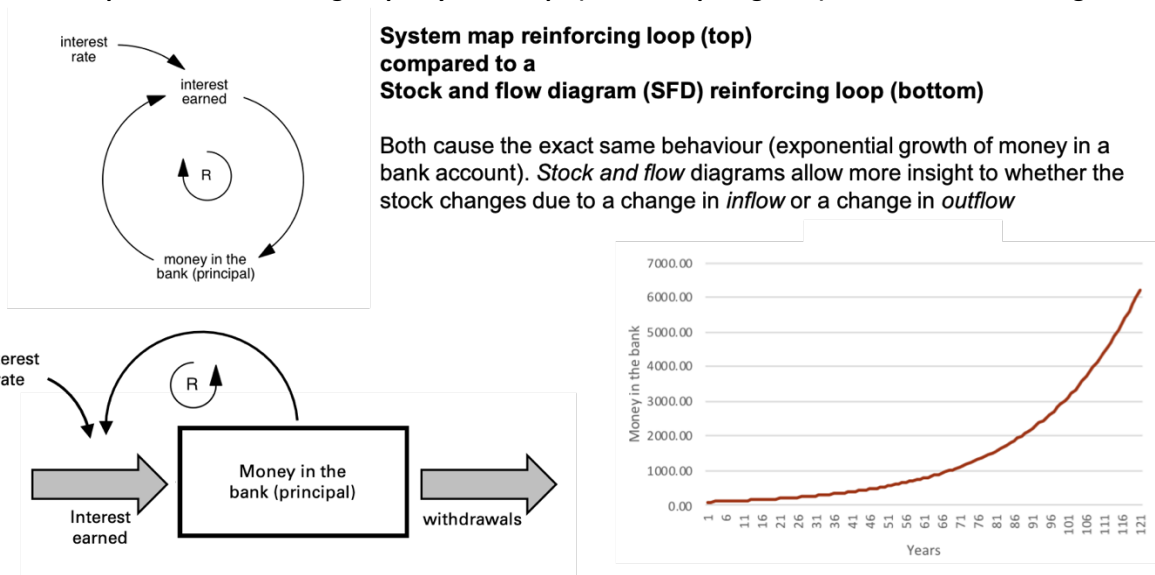 interest
rate
interest
earned
R
money in the
bank (principal)
System map reinforcing loop (top)
compared to a
Stock and flow diagram (SFD) reinforcing loop (bottom)
Both cause the exact same behaviour (exponential growth of money in a
bank account). Stock and flow diagrams allow more insight to whether the
stock changes due to a change in inflow or a change in outflow
erest
ate
R
Interest
earned
Money in the
bank (principal)
withdrawals
Money in the bank
7000.00
6000.00
5000.00
4000.00
3000.00
2000.00
1000.00
0.00
1 6 11 16 21 26 31 36 41 46 51 56 61 66 71 76 81 86 91 96 101 106 111 116 121
Years